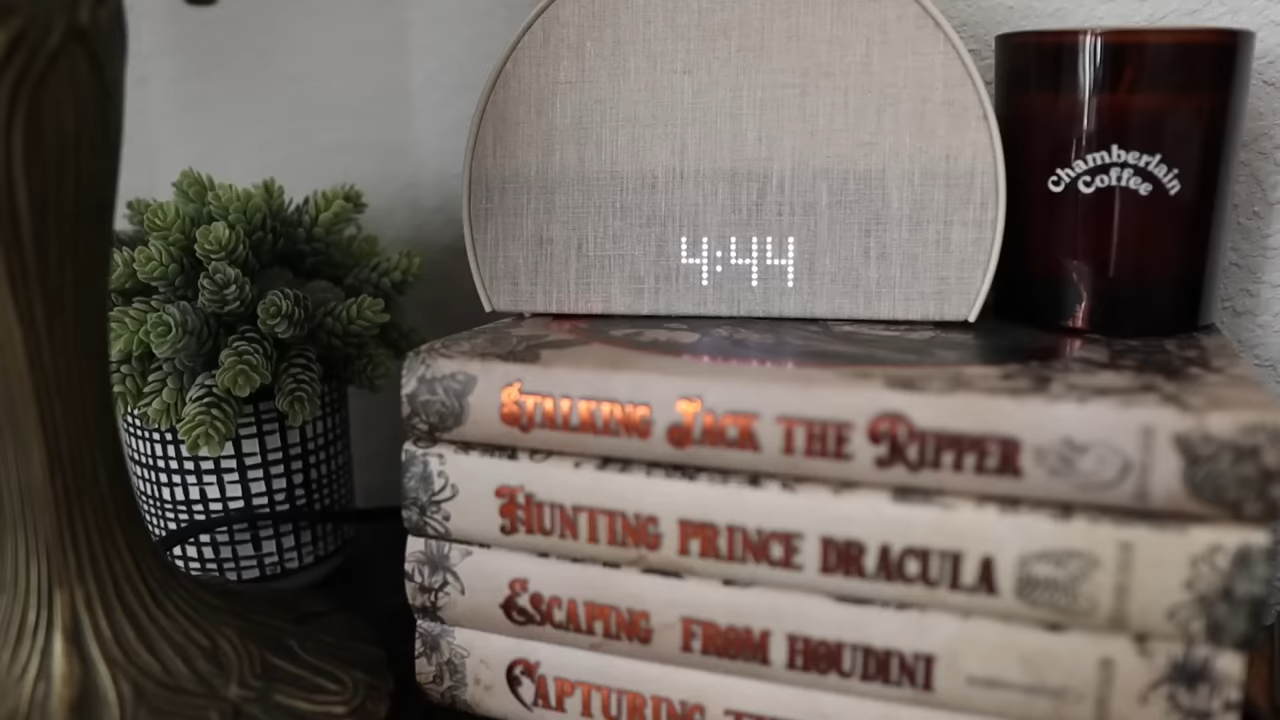 4:44
Chamberlain
Coffee
STALKING JACK THE RIPPER
HUNTING PRINCE DRACULA
ESCAPING FROM HOUDINI
CAPTURING